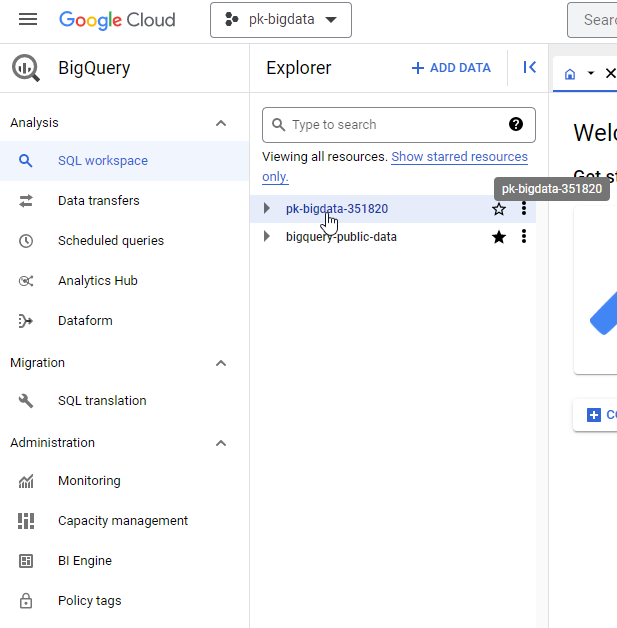 Google Cloud
pk-bigdata
Sear
BigQuery
Explorer
+ ADD DATA
Analysis
SQL workspace
Data transfers
Scheduled queries
Analytics Hub
Dataform
Migration
SQL translation
Administration
Monitoring
Capacity management
BI Engine
Policy tags
Type to search
Viewing all resources. Show starred resources
only.
pk-bigdata-351820
bigquery-public-data
Welc
Get st
pk-bigdata-351820
CO